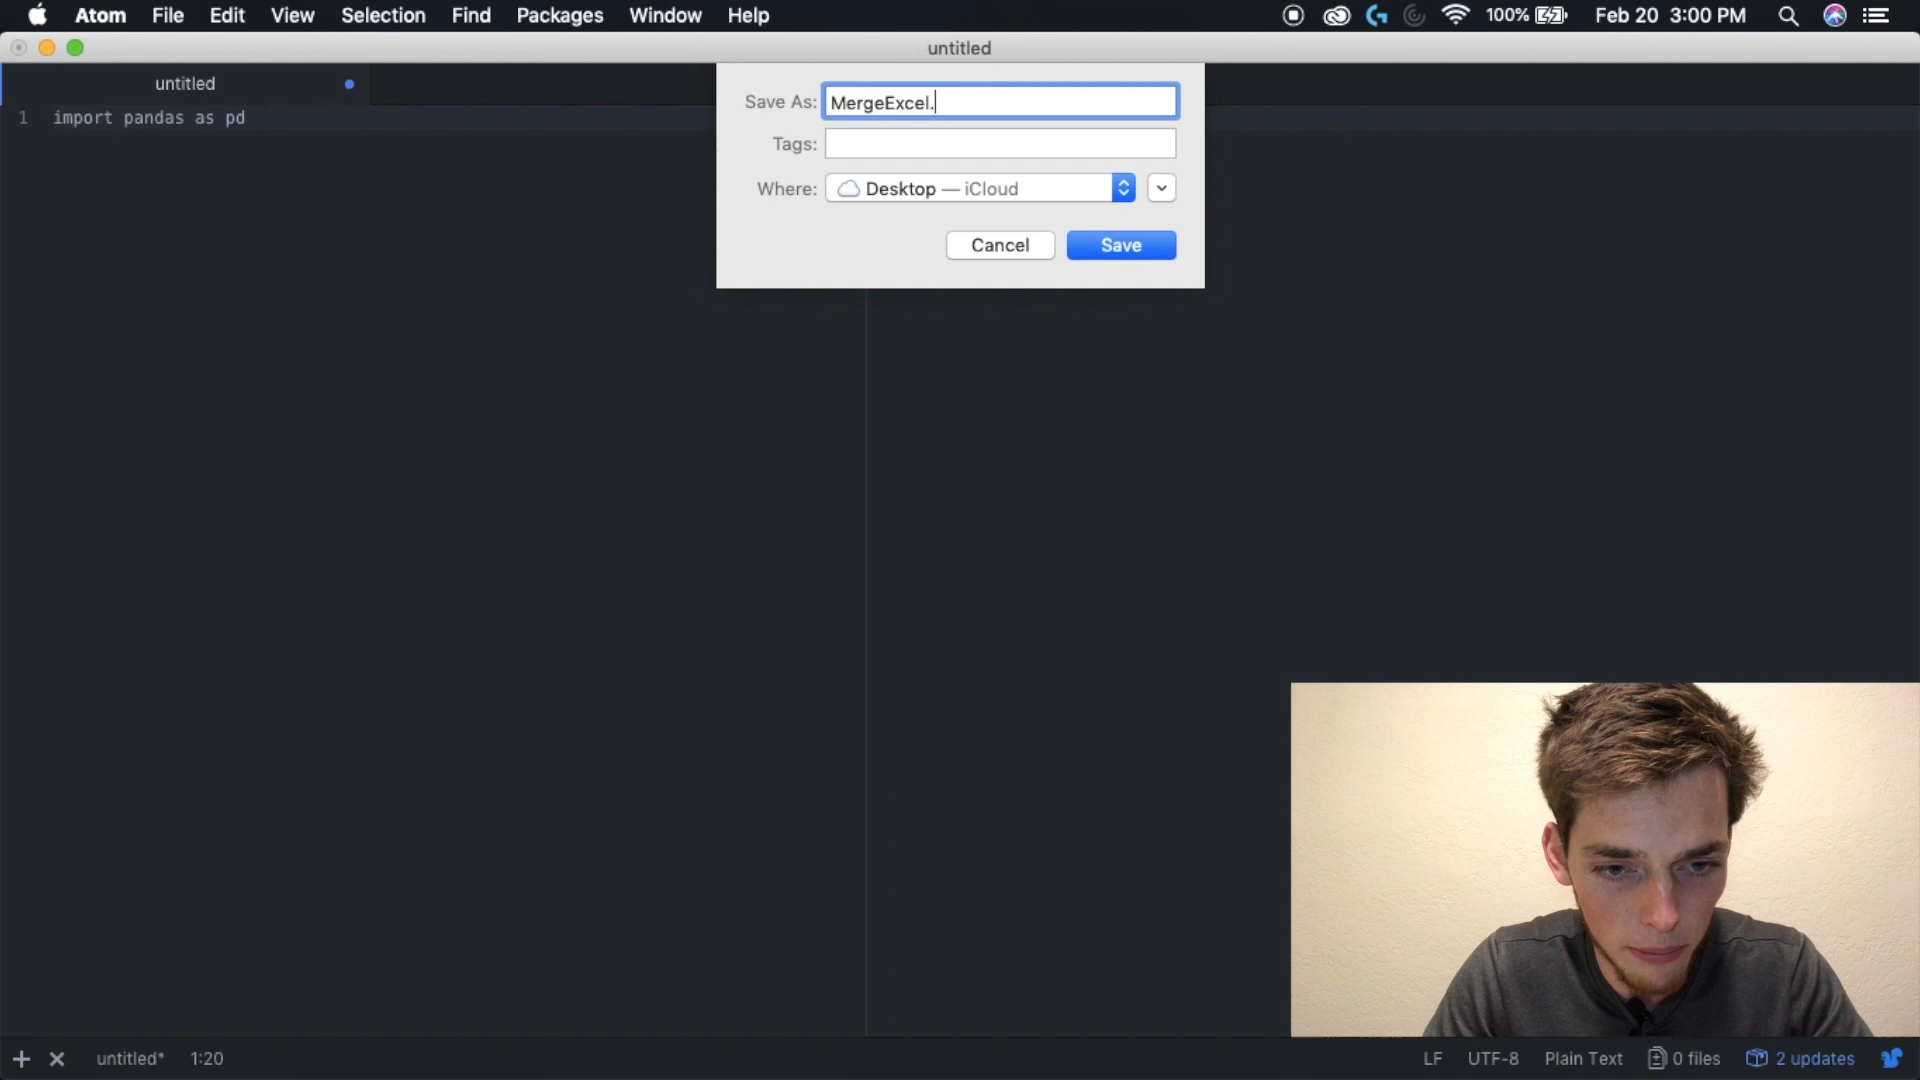 Atom File Edit View Selection Find Packages Window Help 100% Feb 20 3:00 PM
untitled
untitled
Save As: MergeExcel.
1 import pandas as pd
Tags:
Where: Desktop — iCloud
Cancel Save
untitled* 1:20 LF UTF-8 Plain Text 0 files 2 updates